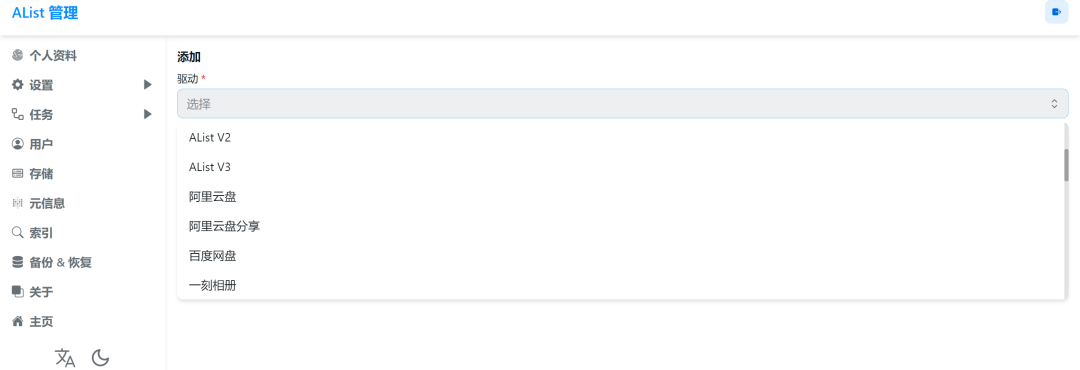 AList 管理
个人资料
设置
任务
用户
存储
元信息
索引
备份 & 恢复
关于
主页
添加
驱动 *
选择
AList V2
AList V3
阿里云盘
阿里云盘分享
百度网盘
一刻相册